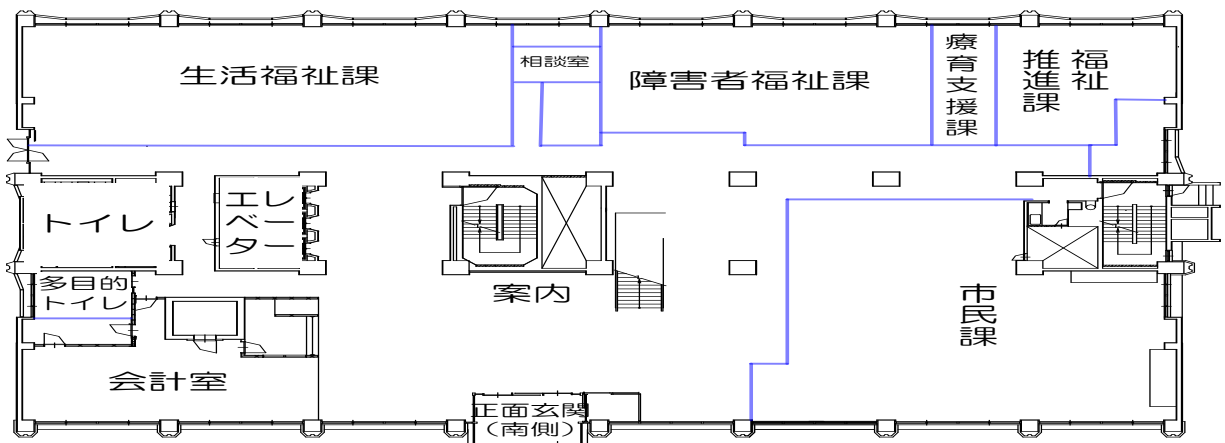 生活福祉課
相談室
障害者福祉課
療育支援課
福祉
推進課
トイレ
エレ
ベー
ター
多目的
トイレ
案内
市民課
会計室
正面玄関
（南側）